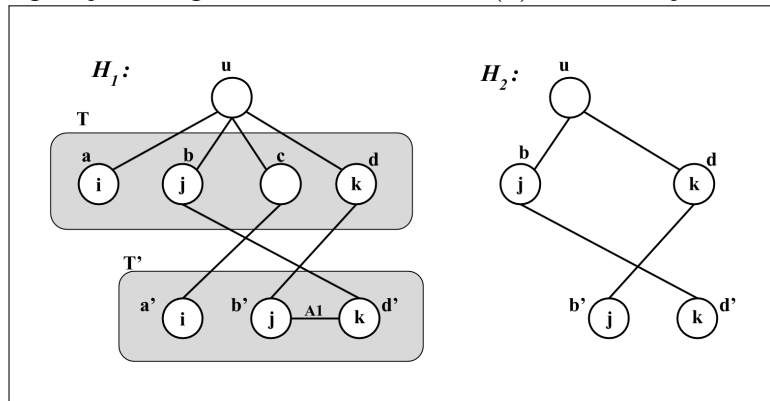 H1: u H2: u
T
a b c d b d
i j k j k
T'
a' b' A1 d' b' d'
i j k j k